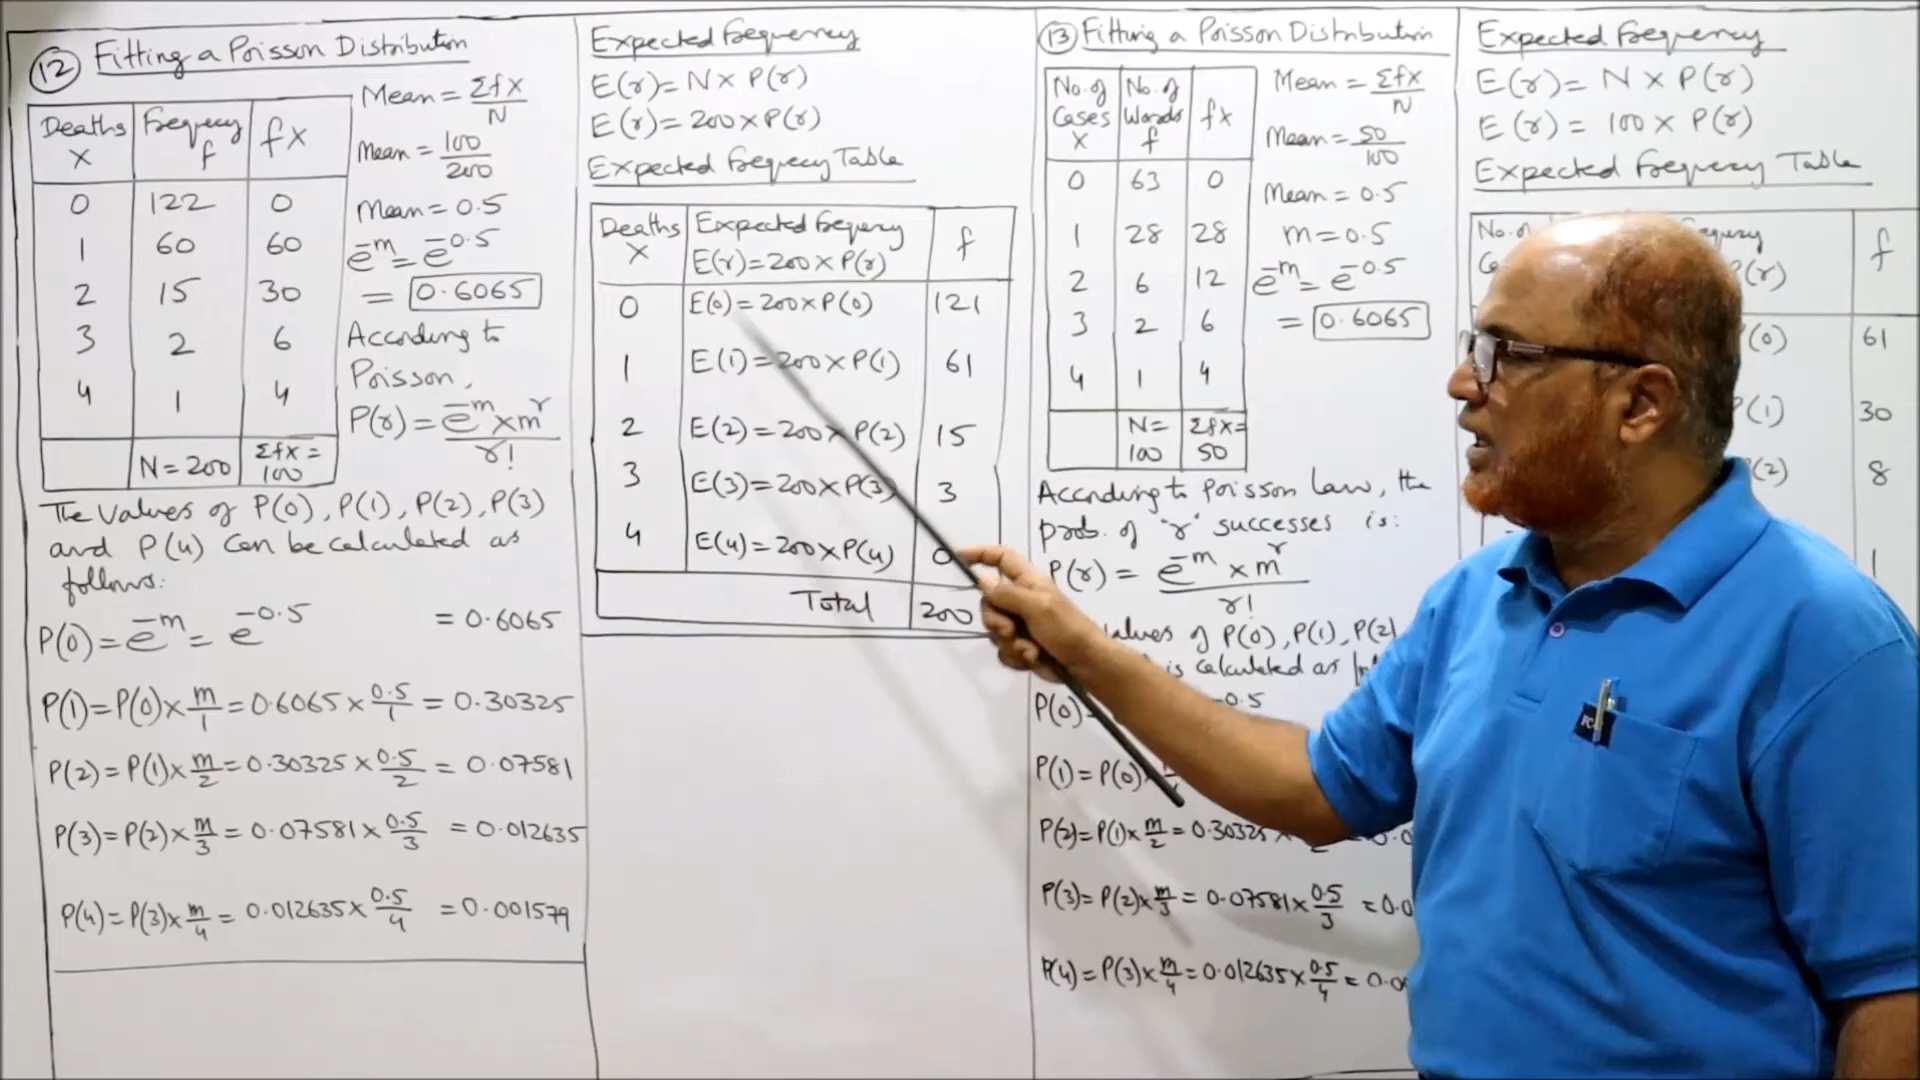 12 Fitting a Poisson Distribution
Deaths X | Frequency f | fX
0 | 122 | 0
1 | 60 | 60
2 | 15 | 30
3 | 2 | 6
4 | 1 | 4
N = 200 | Σfx = 100
Mean = ΣfX / N
Mean = 100/200
Mean = 0.5
e^-m = e^-0.5
= 0.6065
According to
Poisson,
P(r) = e^-m × m^r / r!
The Values of P(0), P(1), P(2), P(3)
and P(4) can be calculated as
follows:
P(0) = e^-m = e^-0.5 = 0.6065
P(1) = P(0) × m/1 = 0.6065 × 0.5/1 = 0.30325
P(2) = P(1) × m/2 = 0.30325 × 0.5/2 = 0.07581
P(3) = P(2) × m/3 = 0.07581 × 0.5/3 = 0.012635
P(4) = P(3) × m/4 = 0.012635 × 0.5/4 = 0.001579
Expected Frequency
E(r) = N × P(r)
E(r) = 200 × P(r)
Expected Frequency Table
Deaths X | Expected Frequency E(r) = 200 × P(r) | f
0 | E(0) = 200 × P(0) | 121
1 | E(1) = 200 × P(1) | 61
2 | E(2) = 200 × P(2) | 15
3 | E(3) = 200 × P(3) | 3
4 | E(4) = 200 × P(4) | 0
Total | 200
13 Fitting a Poisson Distribution
No. of Cases X | No. of Words f | fx
0 | 63 | 0
1 | 28 | 28
2 | 6 | 12
3 | 2 | 6
4 | 1 | 4
N = 100 | Σfx = 50
Mean = Σfx / N
Mean = 50/100
Mean = 0.5
m = 0.5
e^-m = e^-0.5
= 0.6065
According to Poisson Law, the
prob. of 'r' successes is:
P(r) = e^-m × m^r / r!
values of P(0), P(1), P(2)
is calculated as
P(0) = -0.5
P(1) = P(0) ×
P(2) = P(1) × m/2 = 0.30325 ×
P(3) = P(2) × m/3 = 0.07581 × 0.5/3 = 0.0
P(4) = P(3) × m/4 = 0.012635 × 0.5/4 = 0.00
Expected Frequency
E(r) = N × P(r)
E(r) = 100 × P(r)
Expected Frequency Table
No. of | P(r) | f
P(0) | 61
P(1) | 30
P(2) | 8
1